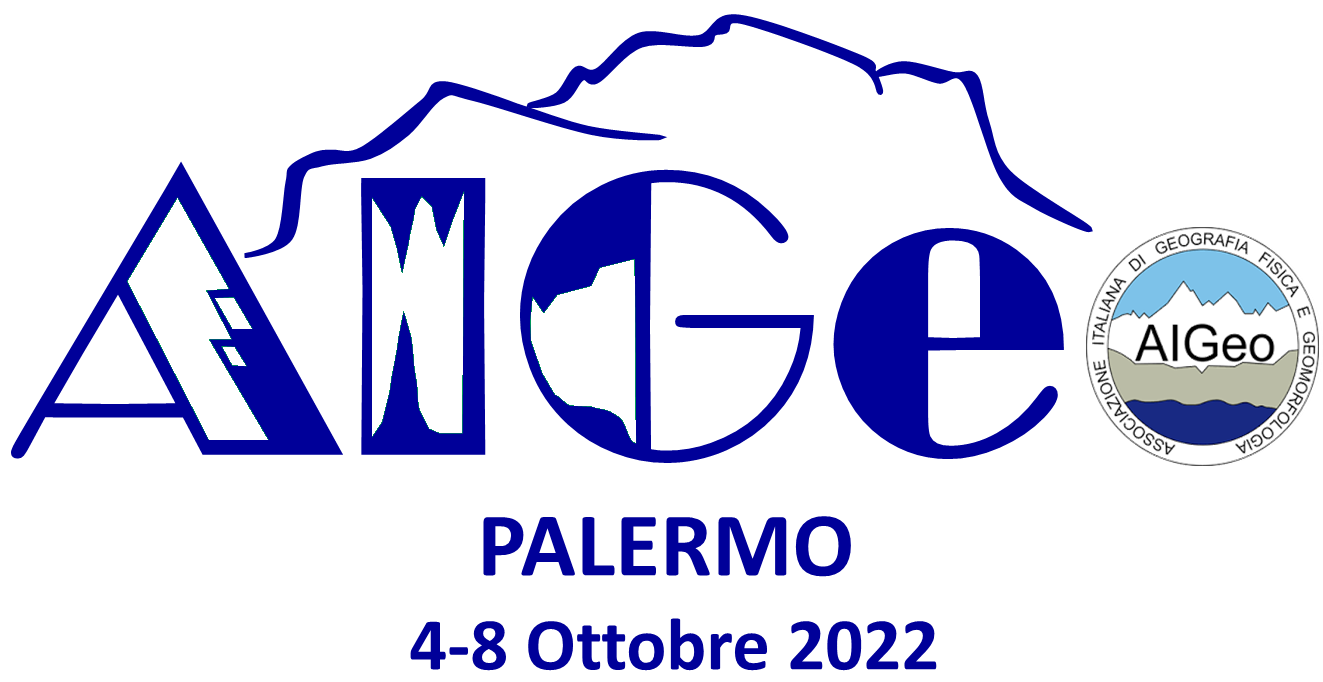 AIGeo
ASSOCIAZIONE ITALIANA DI GEOGRAFIA FISICA E GEOMORFOLOGIA
AIGeo
PALERMO
4-8 Ottobre 2022